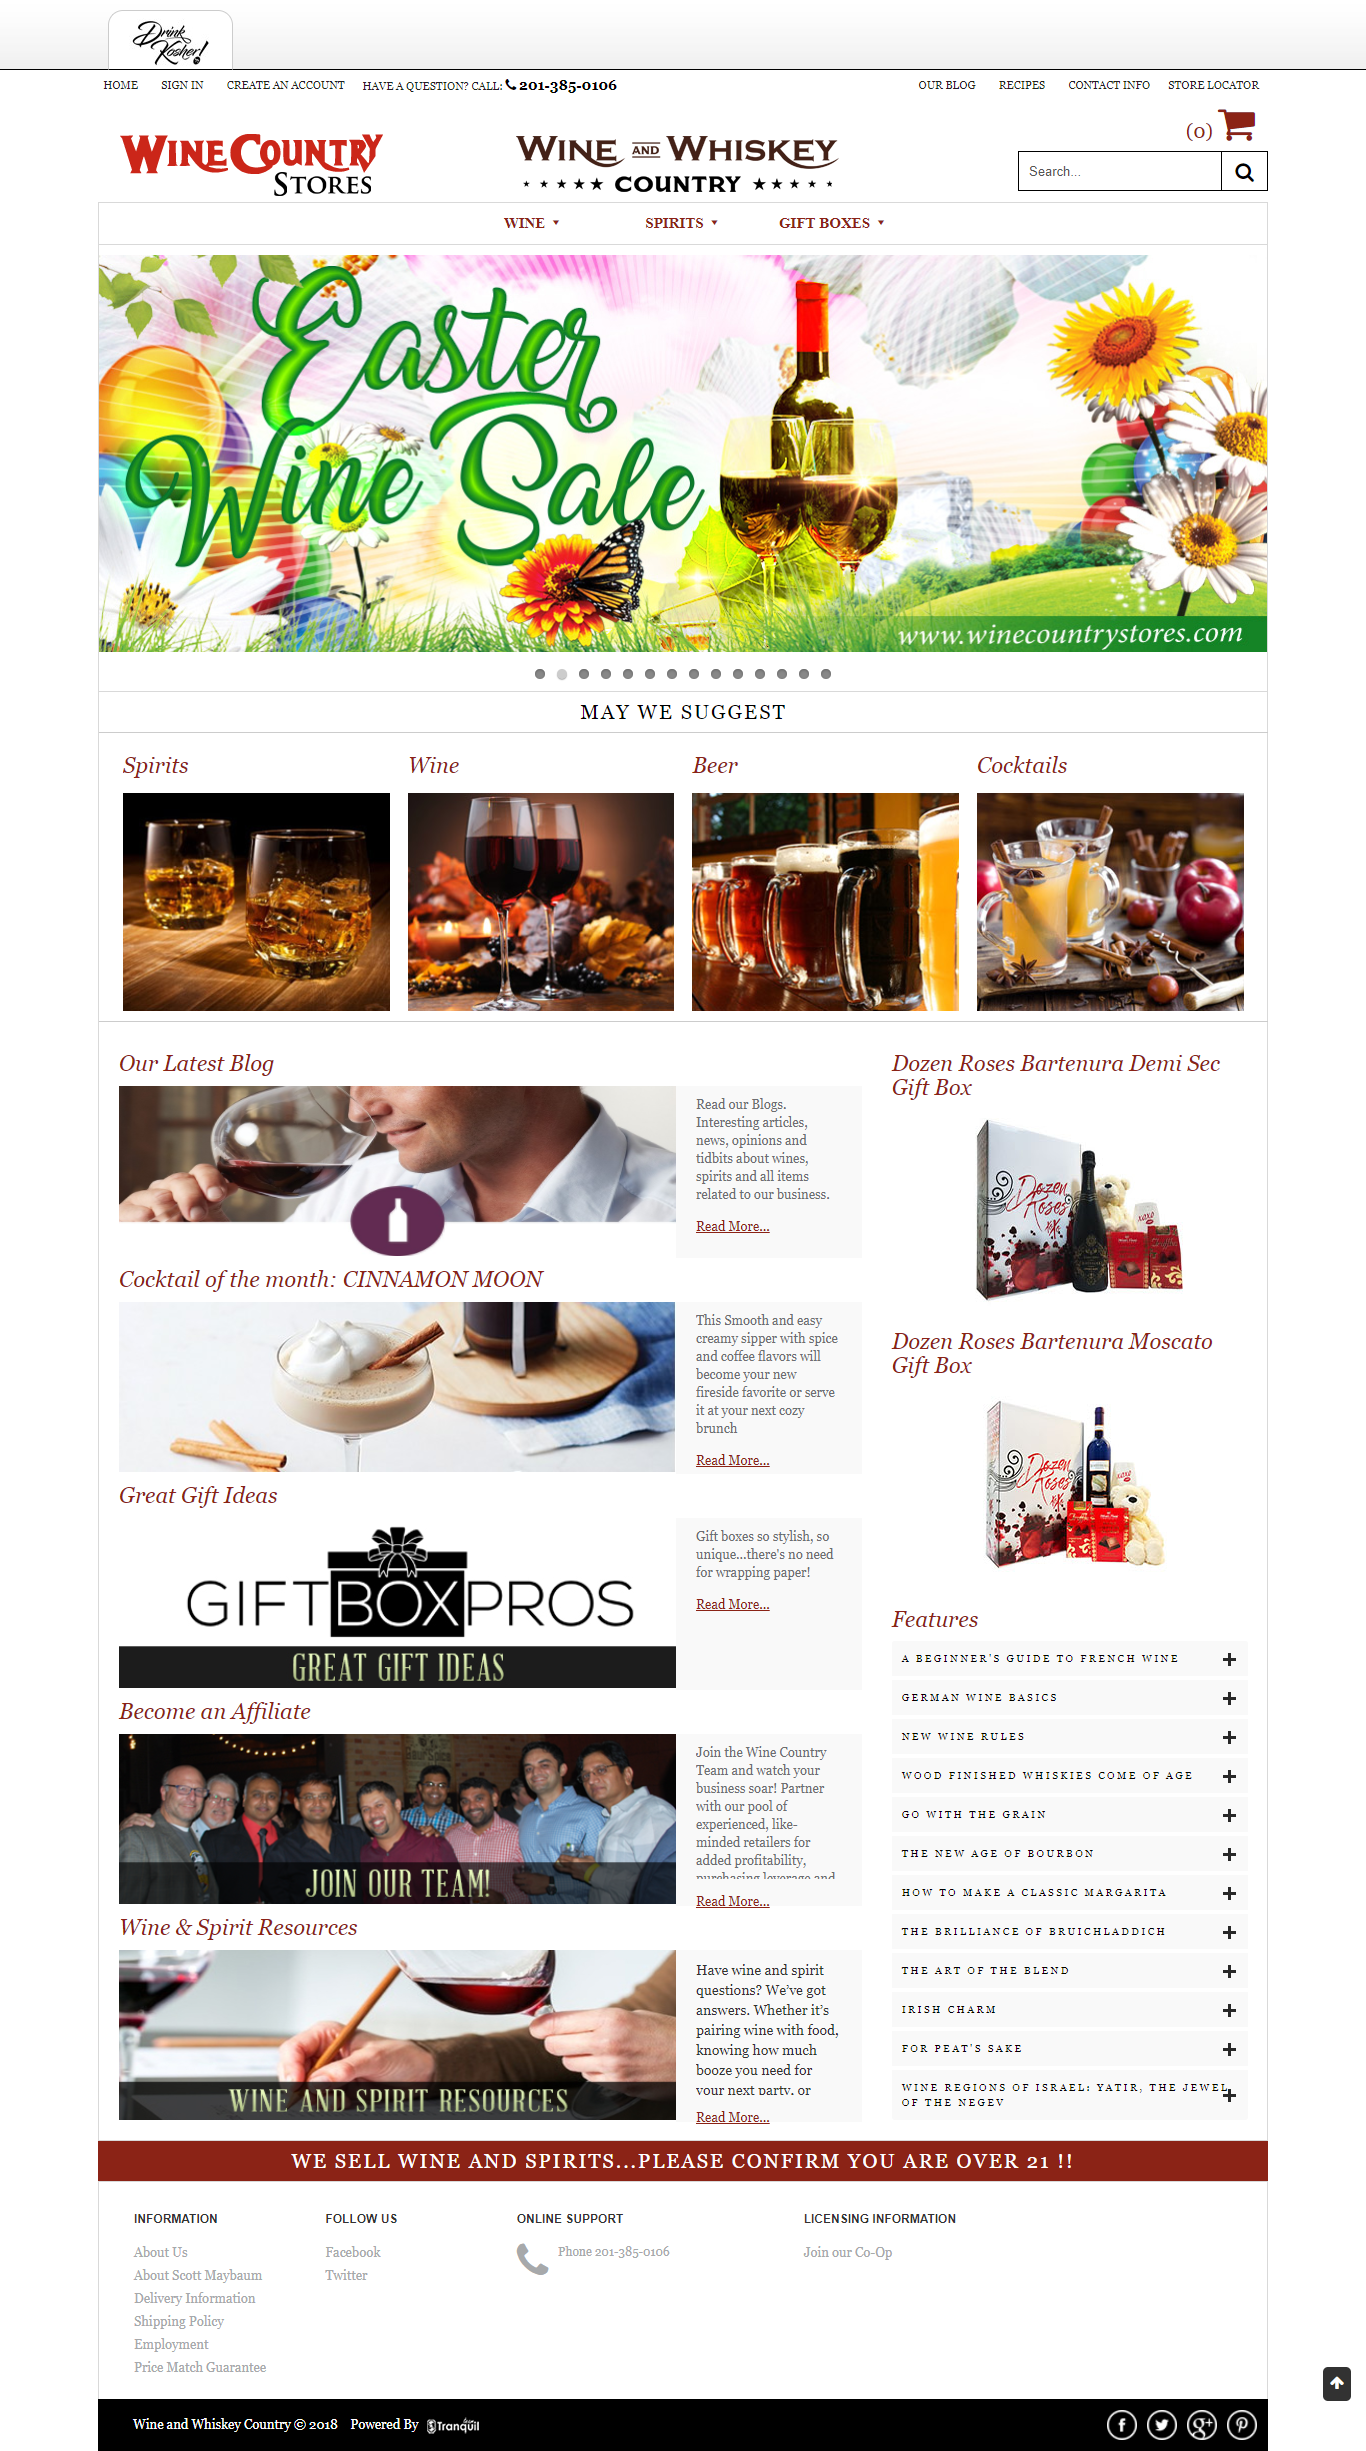 Drink
Kosher!
HOME SIGN IN CREATE AN ACCOUNT HAVE A QUESTION? CALL: 201-385-0106 OUR BLOG RECIPES CONTACT INFO STORE LOCATOR
(0)
WINE COUNTRY
STORES
WINE AND WHISKEY
COUNTRY
Search...
WINE SPIRITS GIFT BOXES
Easter
Wine Sale
www.winecountrystores.com
MAY WE SUGGEST
Spirits Wine Beer Cocktails
Our Latest Blog
Read our Blogs.
Interesting articles,
news, opinions and
tidbits about wines,
spirits and all items
related to our business.
Read More...
Cocktail of the month: CINNAMON MOON
This Smooth and easy
creamy sipper with spice
and coffee flavors will
become your new
fireside favorite or serve
it at your next cozy
brunch
Read More...
Great Gift Ideas
GIFTBOXPROS
GREAT GIFT IDEAS
Gift boxes so stylish, so
unique...there's no need
for wrapping paper!
Read More...
Become an Affiliate
JOIN OUR TEAM!
Join the Wine Country
Team and watch your
business soar! Partner
with our pool of
experienced, like-
minded retailers for
added profitability,
purchasing leverage and
Read More...
Wine & Spirit Resources
WINE AND SPIRIT RESOURCES
Have wine and spirit
questions? We've got
answers. Whether it's
pairing wine with food,
knowing how much
booze you need for
your next party, or
Read More...
Dozen Roses Bartenura Demi Sec
Gift Box
Dozen
Roses
Dozen Roses Bartenura Moscato
Gift Box
Dozen
Roses
Features
A BEGINNER'S GUIDE TO FRENCH WINE
GERMAN WINE BASICS
NEW WINE RULES
WOOD FINISHED WHISKIES COME OF AGE
GO WITH THE GRAIN
THE NEW AGE OF BOURBON
HOW TO MAKE A CLASSIC MARGARITA
THE BRILLIANCE OF BRUICHLADDICH
THE ART OF THE BLEND
IRISH CHARM
FOR PEAT'S SAKE
WINE REGIONS OF ISRAEL: YATIR, THE JEWEL
OF THE NEGEV
WE SELL WINE AND SPIRITS...PLEASE CONFIRM YOU ARE OVER 21 !!
INFORMATION
About Us
About Scott Maybaum
Delivery Information
Shipping Policy
Employment
Price Match Guarantee
FOLLOW US
Facebook
Twitter
ONLINE SUPPORT
Phone 201-385-0106
LICENSING INFORMATION
Join our Co-Op
Wine and Whiskey Country © 2018 Powered By Tranquil